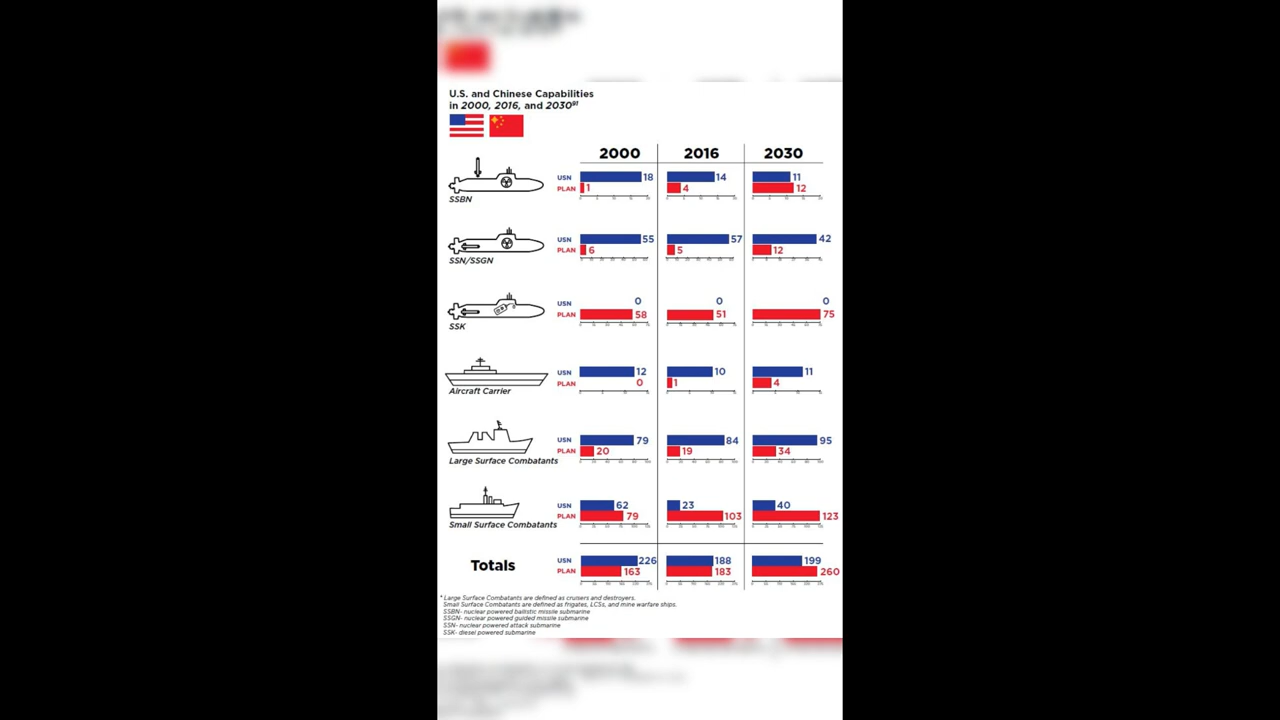 U.S. and Chinese Capabilities
in 2000, 2016, and 2030⁹¹
2000 2016 2030
SSBN
USN 18 14 11
PLAN 1 4 12
SSN/SSGN
USN 55 57 42
PLAN 6 5 12
SSK
USN 0 0 0
PLAN 58 51 75
Aircraft Carrier
USN 12 10 11
PLAN 0 1 4
Large Surface Combatants
USN 79 84 95
PLAN 20 19 34
Small Surface Combatants
USN 62 23 40
PLAN 79 103 123
Totals
USN 226 188 199
PLAN 163 183 260
* Large Surface Combatants are defined as cruisers and destroyers.
Small Surface Combatants are defined as frigates, LCSs, and mine warfare ships.
SSBN- nuclear powered ballistic missile submarine
SSGN- nuclear powered guided missile submarine
SSN- nuclear powered attack submarine
SSK- diesel powered submarine